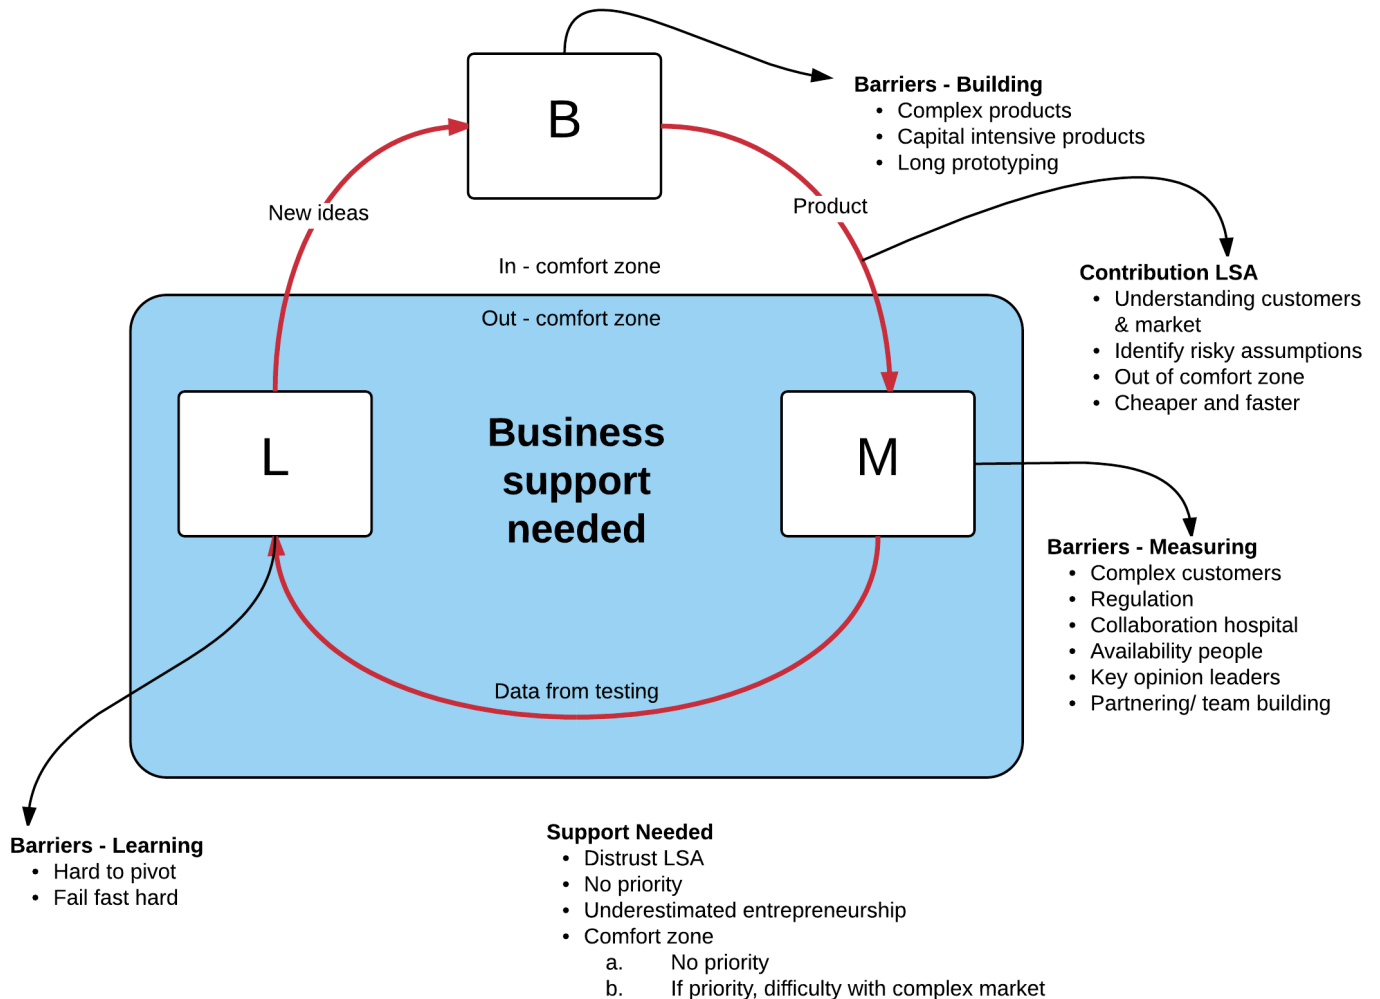 B
Barriers - Building
• Complex products
• Capital intensive products
• Long prototyping
New ideas
Product
In - comfort zone
Out - comfort zone
Contribution LSA
• Understanding customers
& market
• Identify risky assumptions
• Out of comfort zone
• Cheaper and faster
L
Business
support
needed
M
Barriers - Measuring
• Complex customers
• Regulation
• Collaboration hospital
• Availability people
• Key opinion leaders
• Partnering/ team building
Data from testing
Barriers - Learning
• Hard to pivot
• Fail fast hard
Support Needed
• Distrust LSA
• No priority
• Underestimated entrepreneurship
• Comfort zone
a. No priority
b. If priority, difficulty with complex market